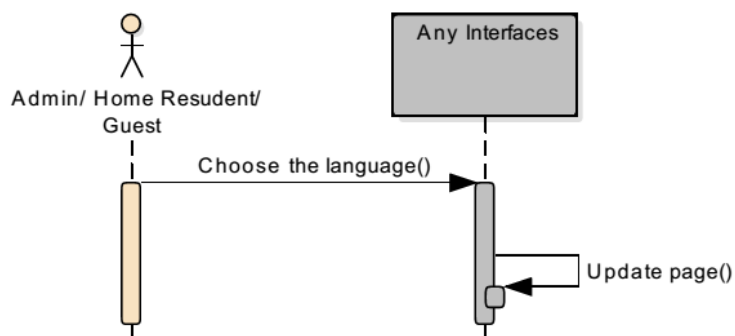 Any Interfaces
Admin/ Home Resudent/
Guest
Choose the language()
Update page()